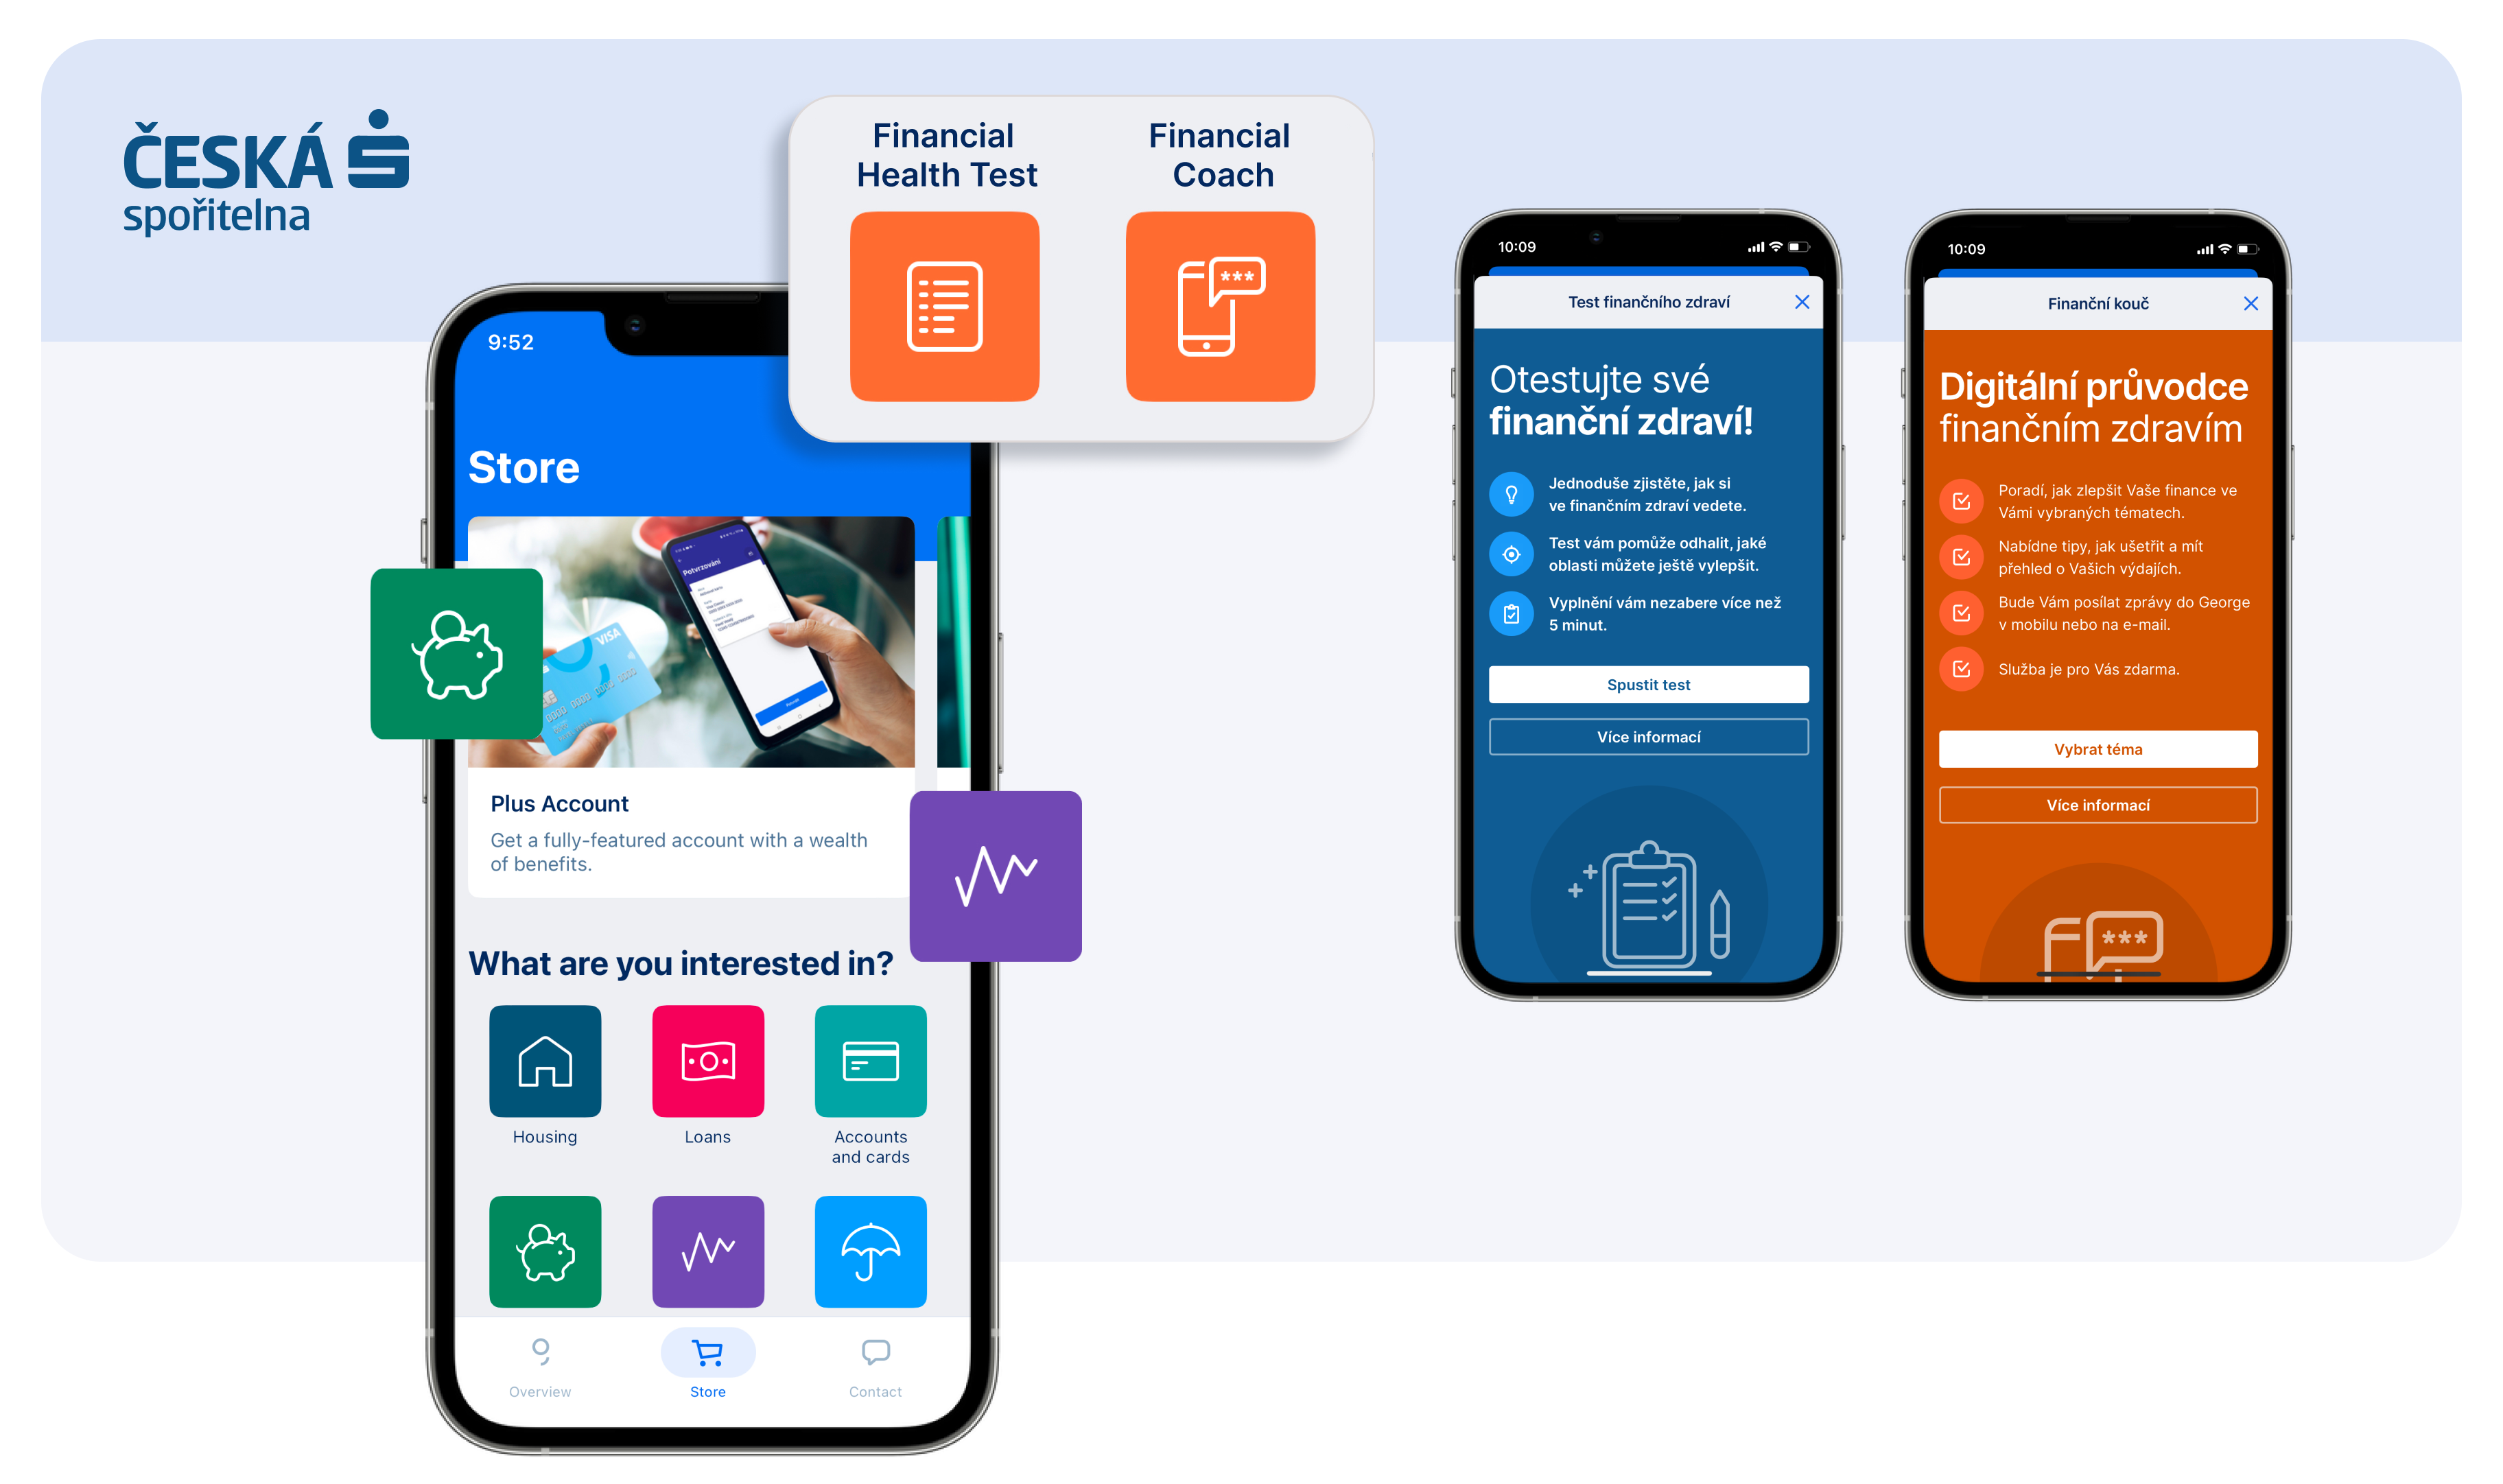 ČESKÁ
spořitelna
Financial
Health Test
Financial
Coach
9:52
Store
Potvrzování
VISA
Plus Account
Get a fully-featured account with a wealth
of benefits.
What are you interested in?
Housing
Loans
Accounts
and cards
Overview
Store
Contact
10:09
Test finančního zdraví
Otestujte své
finanční zdraví!
Jednoduše zjistěte, jak si
ve finančním zdraví vedete.
Test vám pomůže odhalit, jaké
oblasti můžete ještě vylepšit.
Vyplnění vám nezabere více než
5 minut.
Spustit test
Více informací
10:09
Finanční kouč
Digitální průvodce
finančním zdravím
Poradí, jak zlepšit Vaše finance ve
Vámi vybraných tématech.
Nabídne tipy, jak ušetřit a mít
přehled o Vašich výdajích.
Bude Vám posílat zprávy do George
v mobilu nebo na e-mail.
Služba je pro Vás zdarma.
Vybrat téma
Více informací